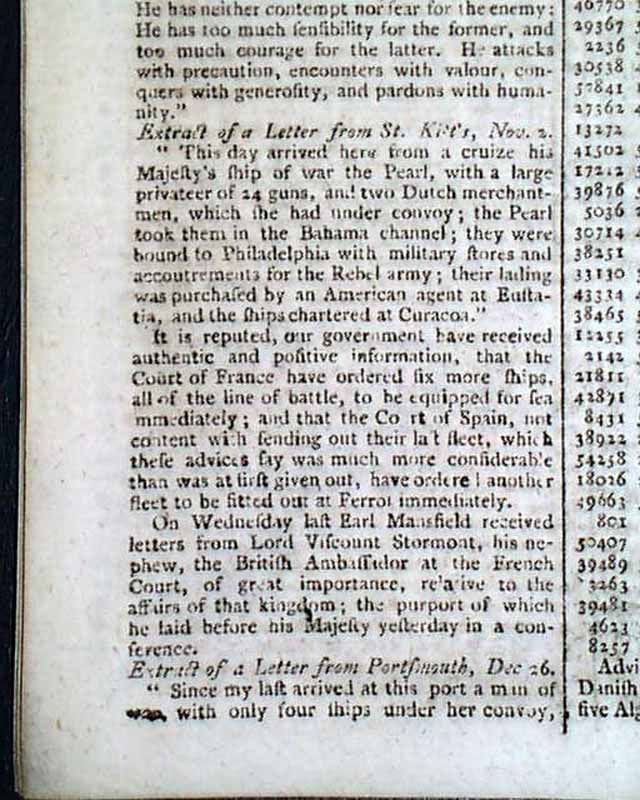 He has neither contempt nor fear for the enemy:
He has too much ſenſibility for the former, and
too much courage for the latter. He attacks
with precaution, encounters with valour, con-
quers with generoſity, and pardons with huma-
nity."
Extract of a Letter from St. Kitt's, Nov. 2.
" This day arrived here from a cruize his
Majeſty's ſhip of war the Pearl, with a large
privateer of 24 guns, and two Dutch merchant-
men, which ſhe had under convoy; the Pearl
took them in the Bahama channel; they were
bound to Philadelphia with military ſtores and
accoutrements for the Rebel army; their lading
was purchaſed by an American agent at Euſta-
tia, and the ſhips chartered at Curacoa."
It is reputed, our government have received
authentic and poſitive information, that the
Court of France have ordered ſix more ſhips,
all of the line of battle, to be equipped for ſea
mmediately; and that the Co rt of Spain, not
content with ſending out their la t fleet, which
theſe advices ſay was much more conſiderable
than was at firſt given out, have ordere l another
fleet to be fitted out at Ferrol immediately.
On Wedneſday laſt Earl Mansfield received
letters from Lord Viſcount Stormont, his ne-
phew, the Britiſh Ambaſſador at the French
Court, of great importance, relative to the
affairs of that kingdom; the purport of which
he laid before his Majeſty yeſterday in a con-
ference.
Extract of a Letter from Portſmouth, Dec 26.
" Since my laſt arrived at this port a man of
war, with only four ſhips under her convoy,
40770
29367
2236
30538
57841
27362
13272
41502
17212
39876
5036
30714
38251
33130
43334
38465
12255
2142
21811
42871
8431
38922
54258
18026
49663
801
50407
39489
3263
39481
4623
8257
Advi
Daniſh
five Alg